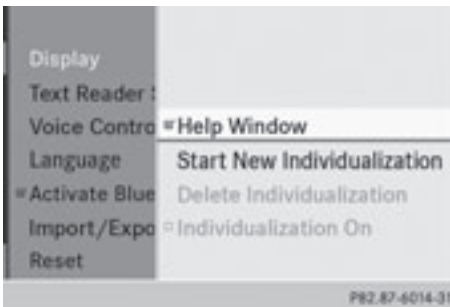 Display
Text Reader S
Voice Contro
Help Window
Language
Start New Individualization
Activate Blue
Delete Individualization
Import/Expo
Individualization On
Reset
P82.87-6014-31